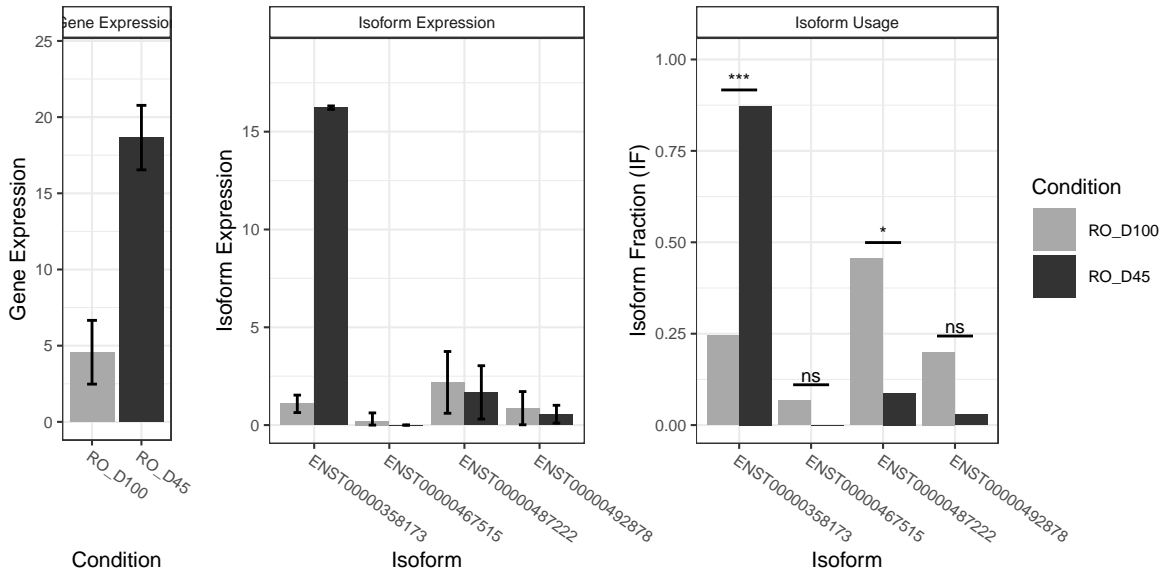 Gene Expression
Isoform Expression
Isoform Usage
Gene Expression
25
20
15
10
5
0
RO_D100
RO_D45
Condition
Isoform Expression
15
10
5
0
ENST00000358173
ENST00000467515
ENST00000487222
ENST00000492878
Isoform
Isoform Fraction (IF)
1.00
0.75
0.50
0.25
0.00
***
ns
*
ns
ENST00000358173
ENST00000467515
ENST00000487222
ENST00000492878
Isoform
Condition
RO_D100
RO_D45